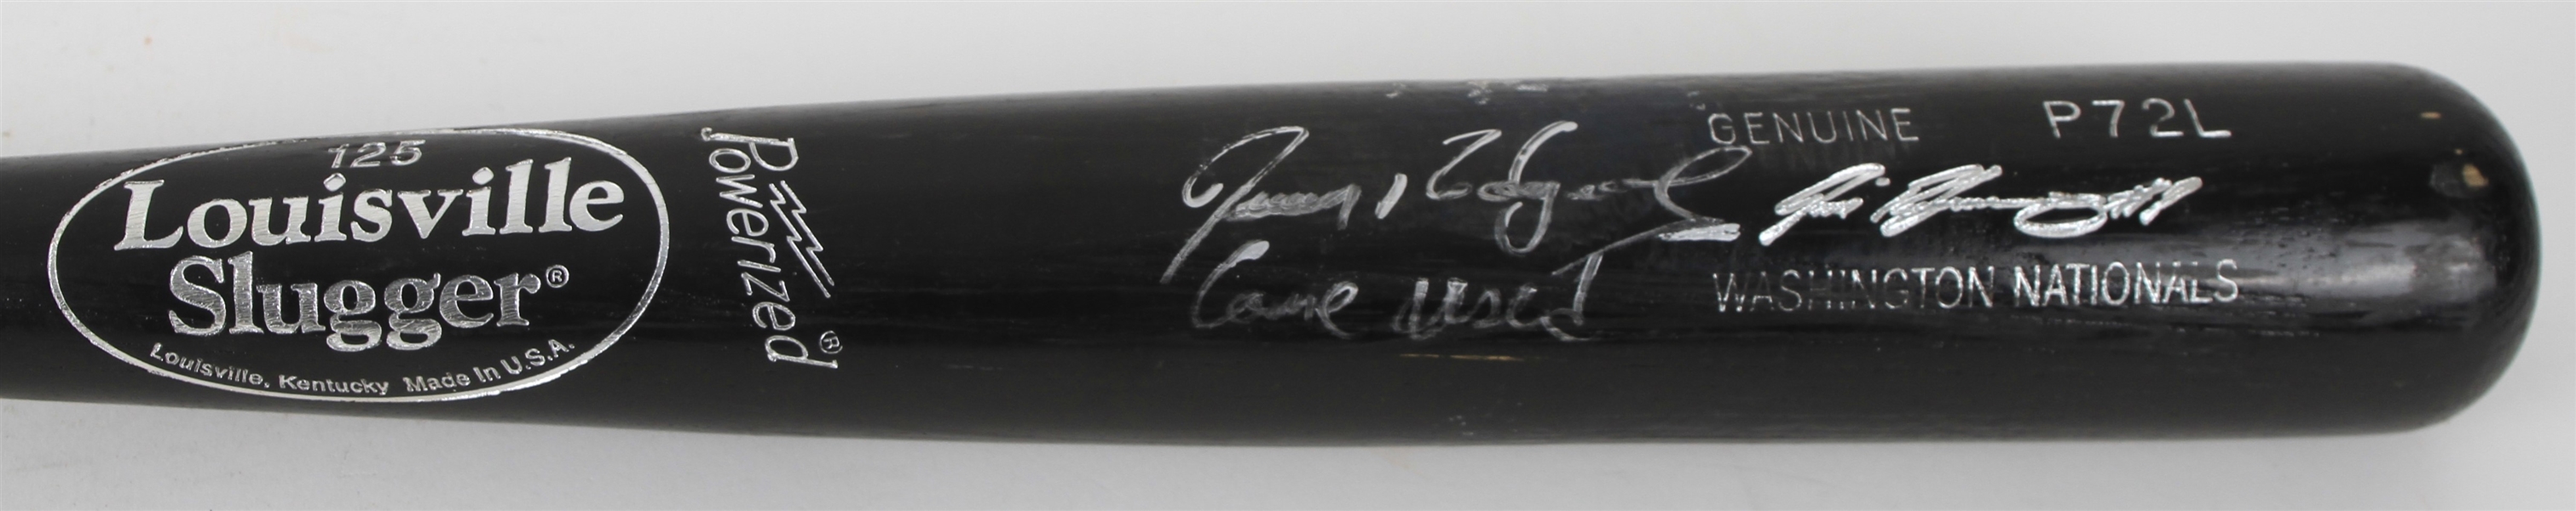 125
Louisville
Slugger®
Louisville, Kentucky Made In U.S.A.
Powerized®
Game used
GENUINE P72L
WASHINGTON NATIONALS